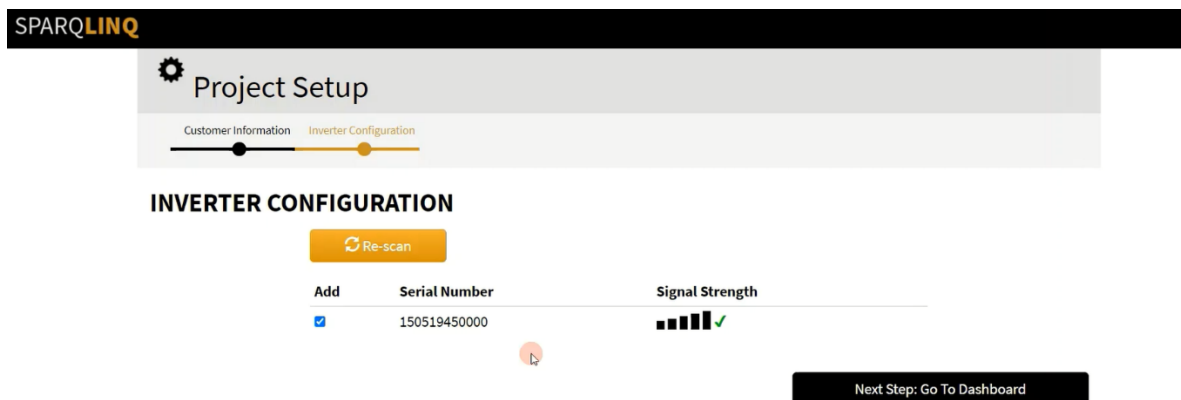 SPARQLINQ
Project Setup
Customer Information Inverter Configuration
INVERTER CONFIGURATION
Re-scan
Add Serial Number Signal Strength
150519450000
Next Step: Go To Dashboard